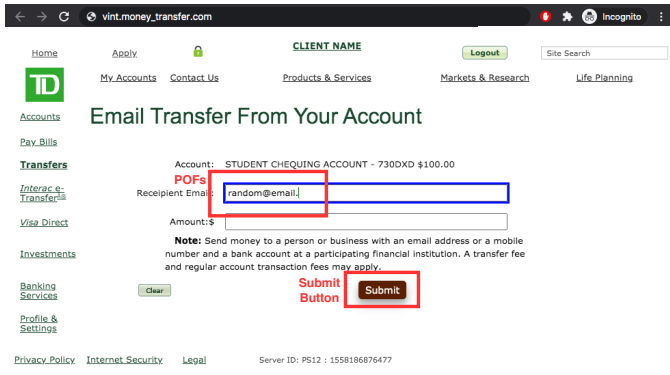 vint.money_transfer.com
Incognito
Home
Apply
CLIENT NAME
Logout
Site Search
TD
My Accounts
Contact Us
Products & Services
Markets & Research
Life Planning
Accounts
Email Transfer From Your Account
Pay Bills
Transfers
Account: STUDENT CHEQUING ACCOUNT - 730DXD $100.00
POFs
Interac e-
Transfer
Receipient Email: random@email.
Visa Direct
Amount:$
Note: Send money to a person or business with an email address or a mobile
number and a bank account at a participating financial institution. A transfer fee
and regular account transaction fees may apply.
Investments
Banking
Services
Clear
Submit
Button
Submit
Profile &
Settings
Privacy Policy
Internet Security
Legal
Server ID: PS12 : 1558186876477